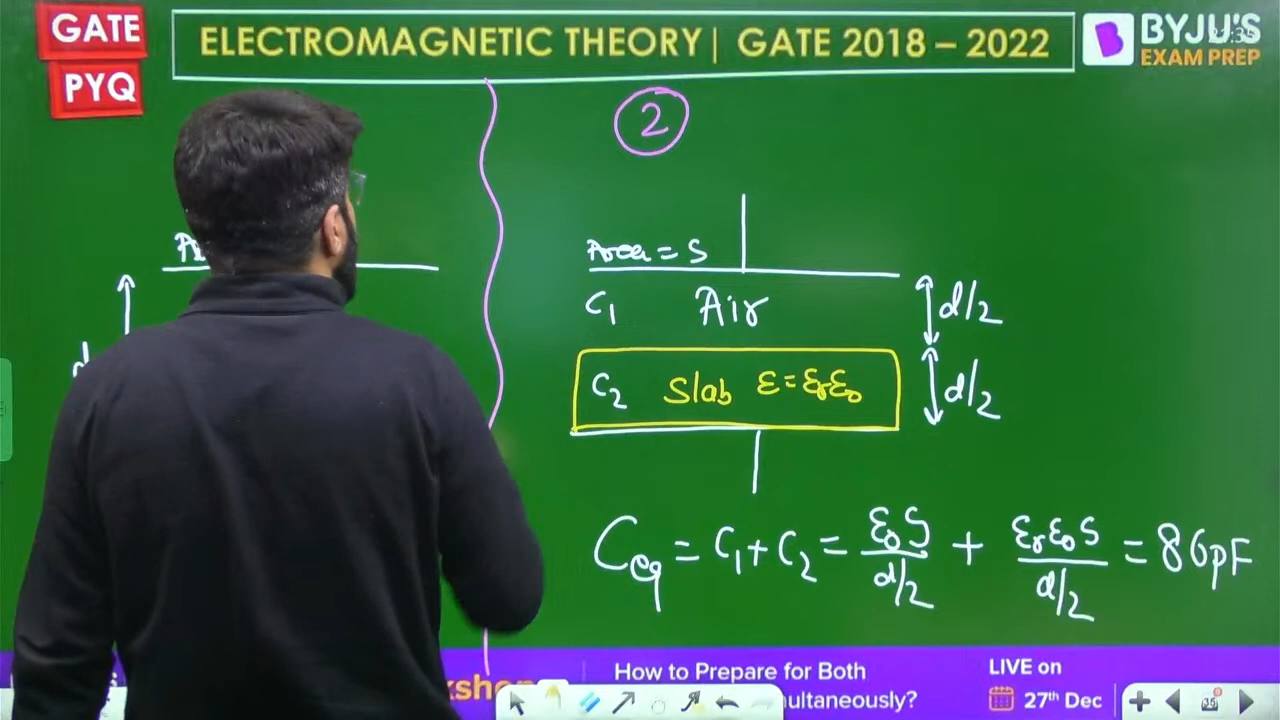 GATE
PYQ
ELECTROMAGNETIC THEORY | GATE 2018 – 2022
BYJU'S
EXAM PREP
2
Area = S
C₁ Air d/2
C₂ Slab ε=εᵣε₀ d/2
d
C_eq = C₁ + C₂ = ε₀S/(d/2) + εᵣε₀S/(d/2) = 86pF
How to Prepare for Both
ultaneously?
LIVE on
27th Dec